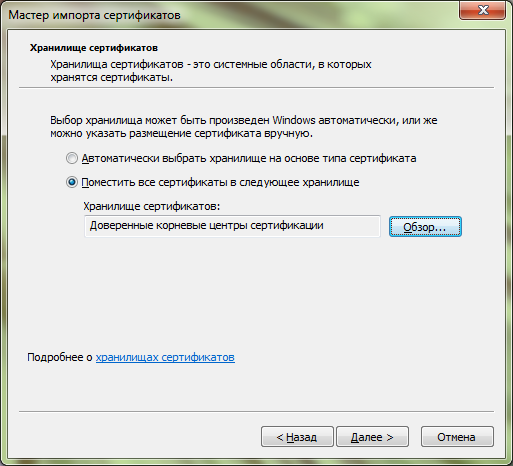 Мастер импорта сертификатов
Хранилище сертификатов
Хранилища сертификатов - это системные области, в которых
хранятся сертификаты.
Выбор хранилища может быть произведен Windows автоматически, или же
можно указать размещение сертификата вручную.
Автоматически выбрать хранилище на основе типа сертификата
Поместить все сертификаты в следующее хранилище
Хранилище сертификатов:
Доверенные корневые центры сертификации
Обзор...
Подробнее о хранилищах сертификатов
< Назад
Далее >
Отмена